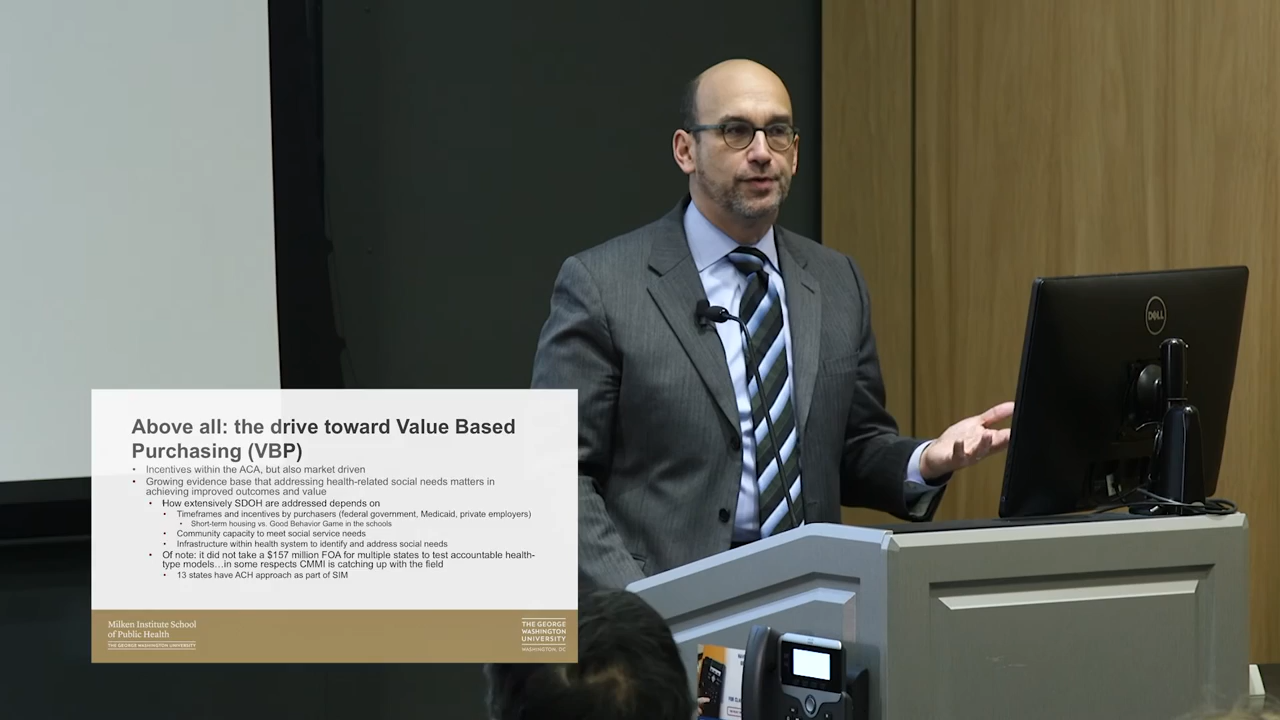 Above all: the drive toward Value Based
Purchasing (VBP)
• Incentives within the ACA, but also market driven
• Growing evidence base that addressing health-related social needs matters in
achieving improved outcomes and value
• How extensively SDOH are addressed depends on
• Timeframes and incentives by purchasers (federal government, Medicaid, private employers)
• Short-term housing vs. Good Behavior Game in the schools
• Community capacity to meet social service needs
• Infrastructure within health system to identify and address social needs
• Of note: it did not take a $157 million FOA for multiple states to test accountable health-
type models…in some respects CMMI is catching up with the field
• 13 states have ACH approach as part of SIM
Milken Institute School
of Public Health
THE GEORGE WASHINGTON UNIVERSITY
THE GEORGE
WASHINGTON
UNIVERSITY
WASHINGTON, DC
DELL